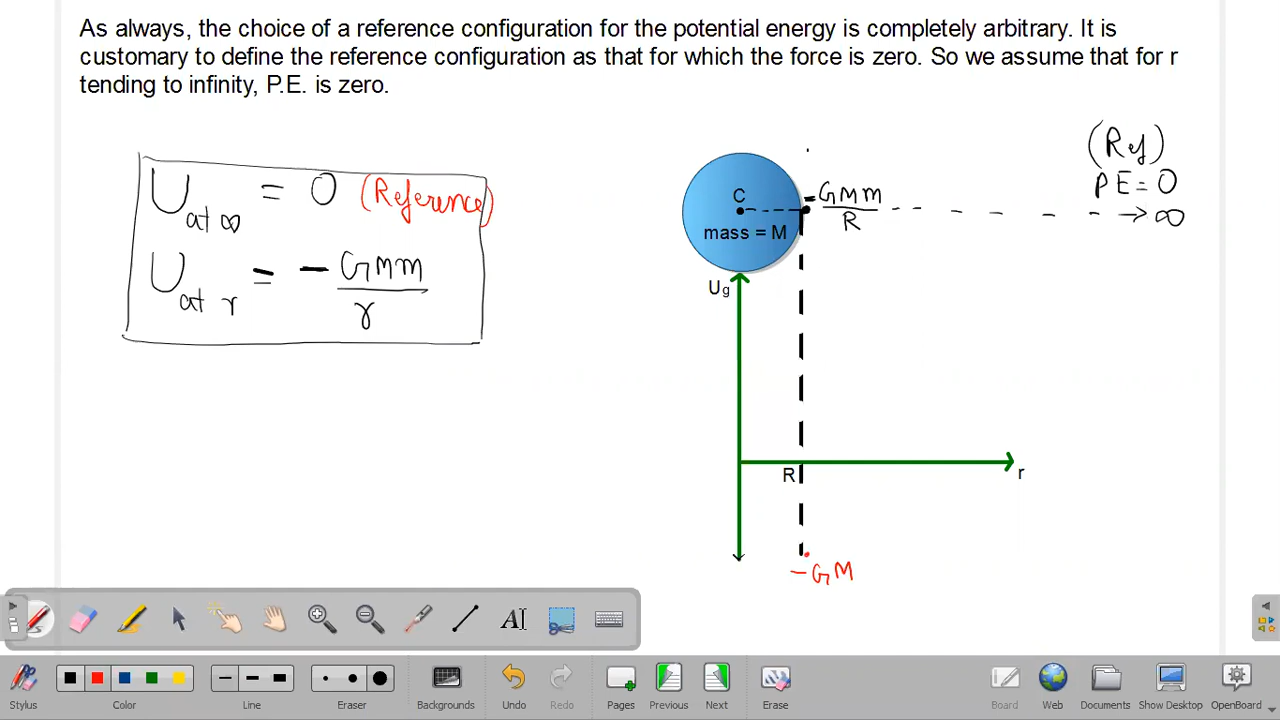 As always, the choice of a reference configuration for the potential energy is completely arbitrary. It is
customary to define the reference configuration as that for which the force is zero. So we assume that for r
tending to infinity, P.E. is zero.
U at ∞ = 0 (Reference)
U at r = - GMm
r
(Ref)
PE = 0
C
-GMm
R
→ ∞
mass = M
Ug
R
r
-GM
Stylus
Color
Line
Eraser
Backgrounds
Undo
Redo
Pages
Previous
Next
Erase
Board
Web
Documents
Show Desktop
OpenBoard